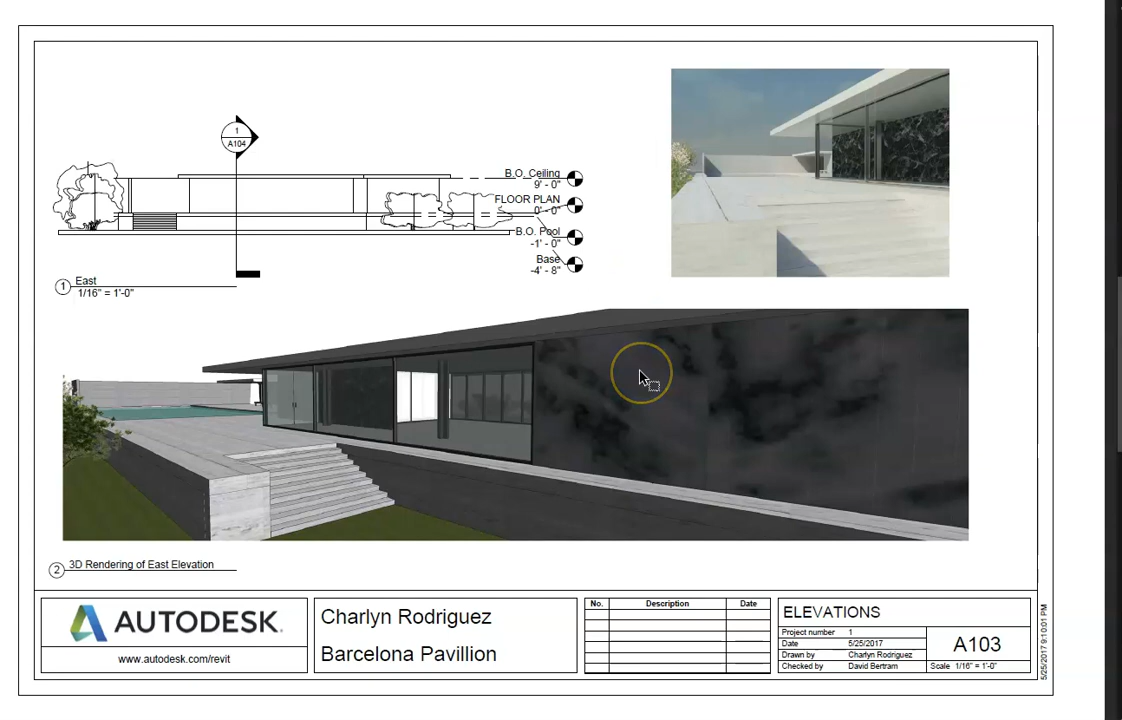 1
A104
B.O. Ceiling
9' - 0"
FLOOR PLAN
0' - 0"
B.O. Pool
-1' - 0"
Base
-4' - 8"
1 East
1/16" = 1'-0"
2 3D Rendering of East Elevation
AUTODESK.
www.autodesk.com/revit
Charlyn Rodriguez
Barcelona Pavillion
No. Description Date
ELEVATIONS
Project number 1
Date 5/25/2017
Drawn by Charlyn Rodriguez
Checked by David Bertram
A103
Scale 1/16" = 1'-0"
5/25/2017 9:10:01 PM